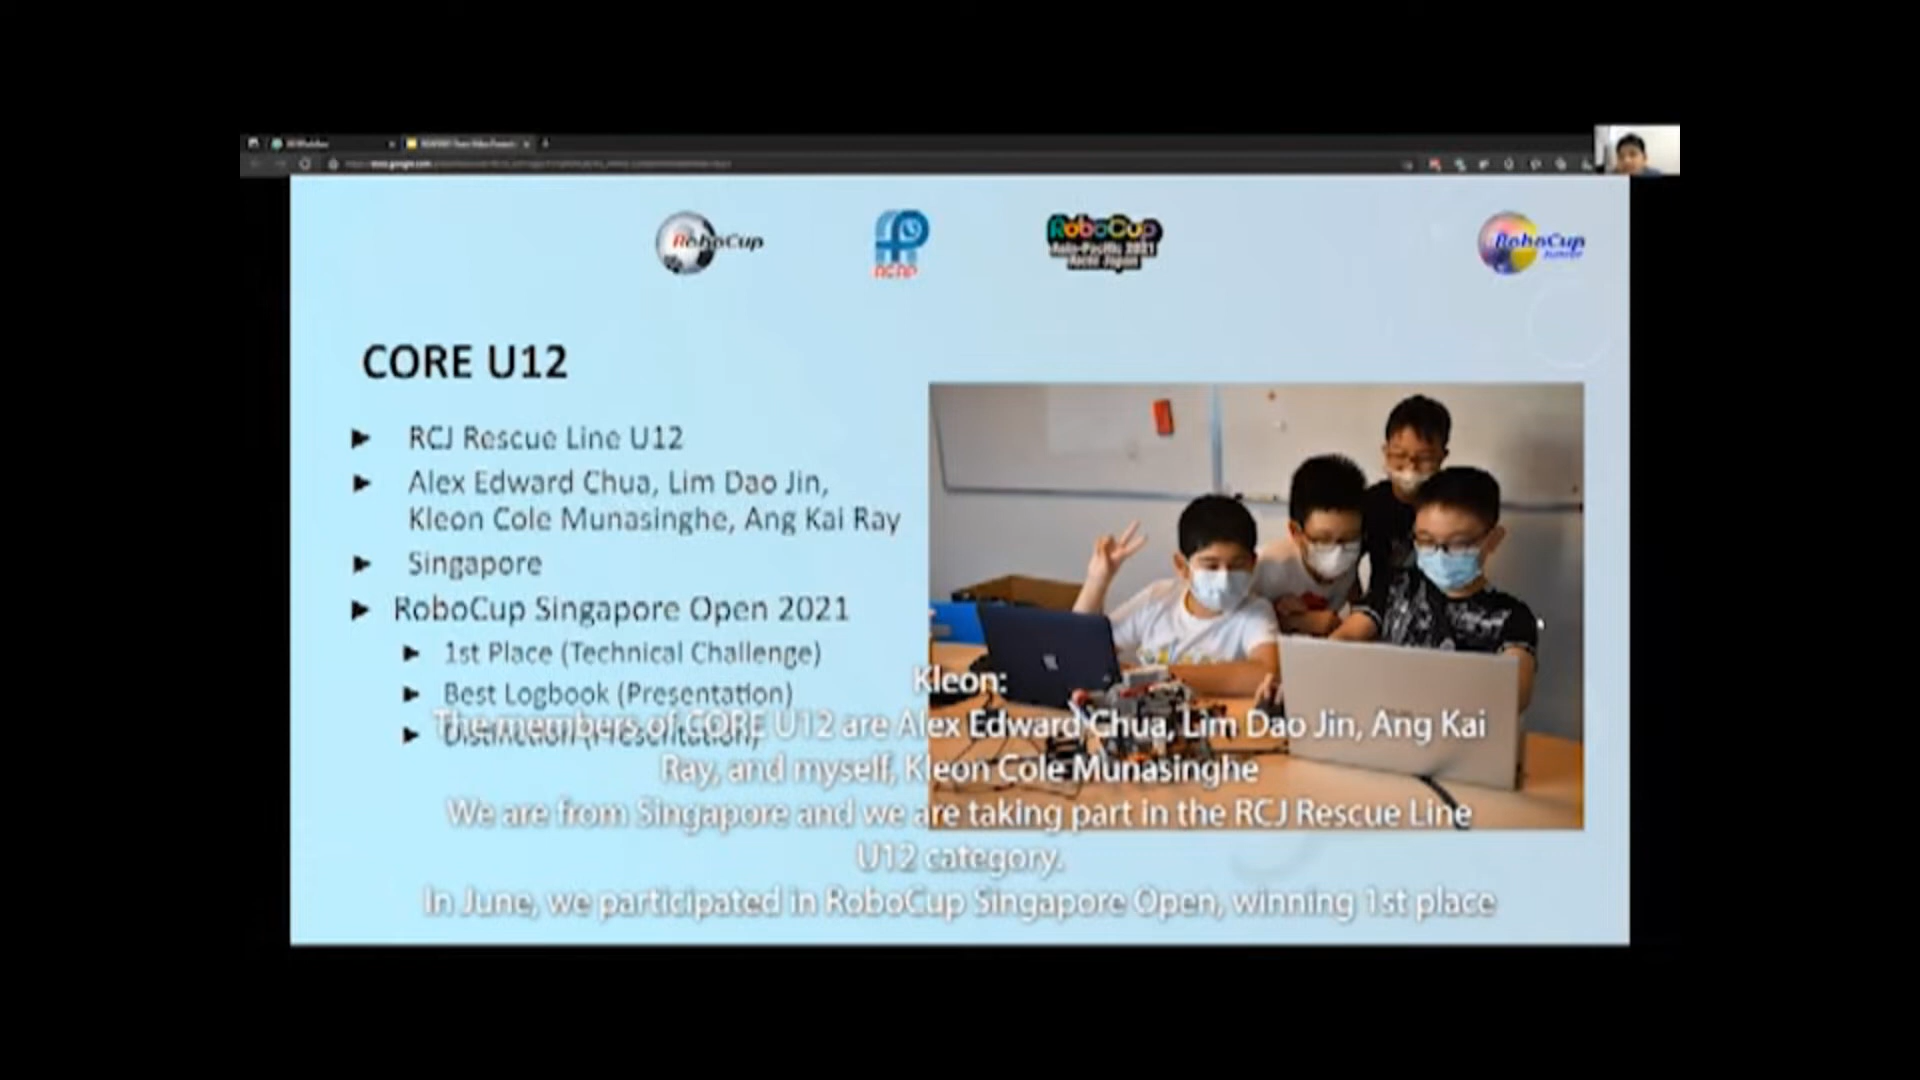 RoboCup
RCAP
RoboCup
Asia-Pacific 2021
Aichi Japan
RoboCup
Junior
CORE U12
RCJ Rescue Line U12
Alex Edward Chua, Lim Dao Jin,
Kleon Cole Munasinghe, Ang Kai Ray
Singapore
RoboCup Singapore Open 2021
1st Place (Technical Challenge)
Best Logbook (Presentation)
Distinction (Presentation)
Kleon:
The members of CORE U12 are Alex Edward Chua, Lim Dao Jin, Ang Kai
Ray, and myself, Kleon Cole Munasinghe
We are from Singapore and we are taking part in the RCJ Rescue Line
U12 category.
In June, we participated in RoboCup Singapore Open, winning 1st place